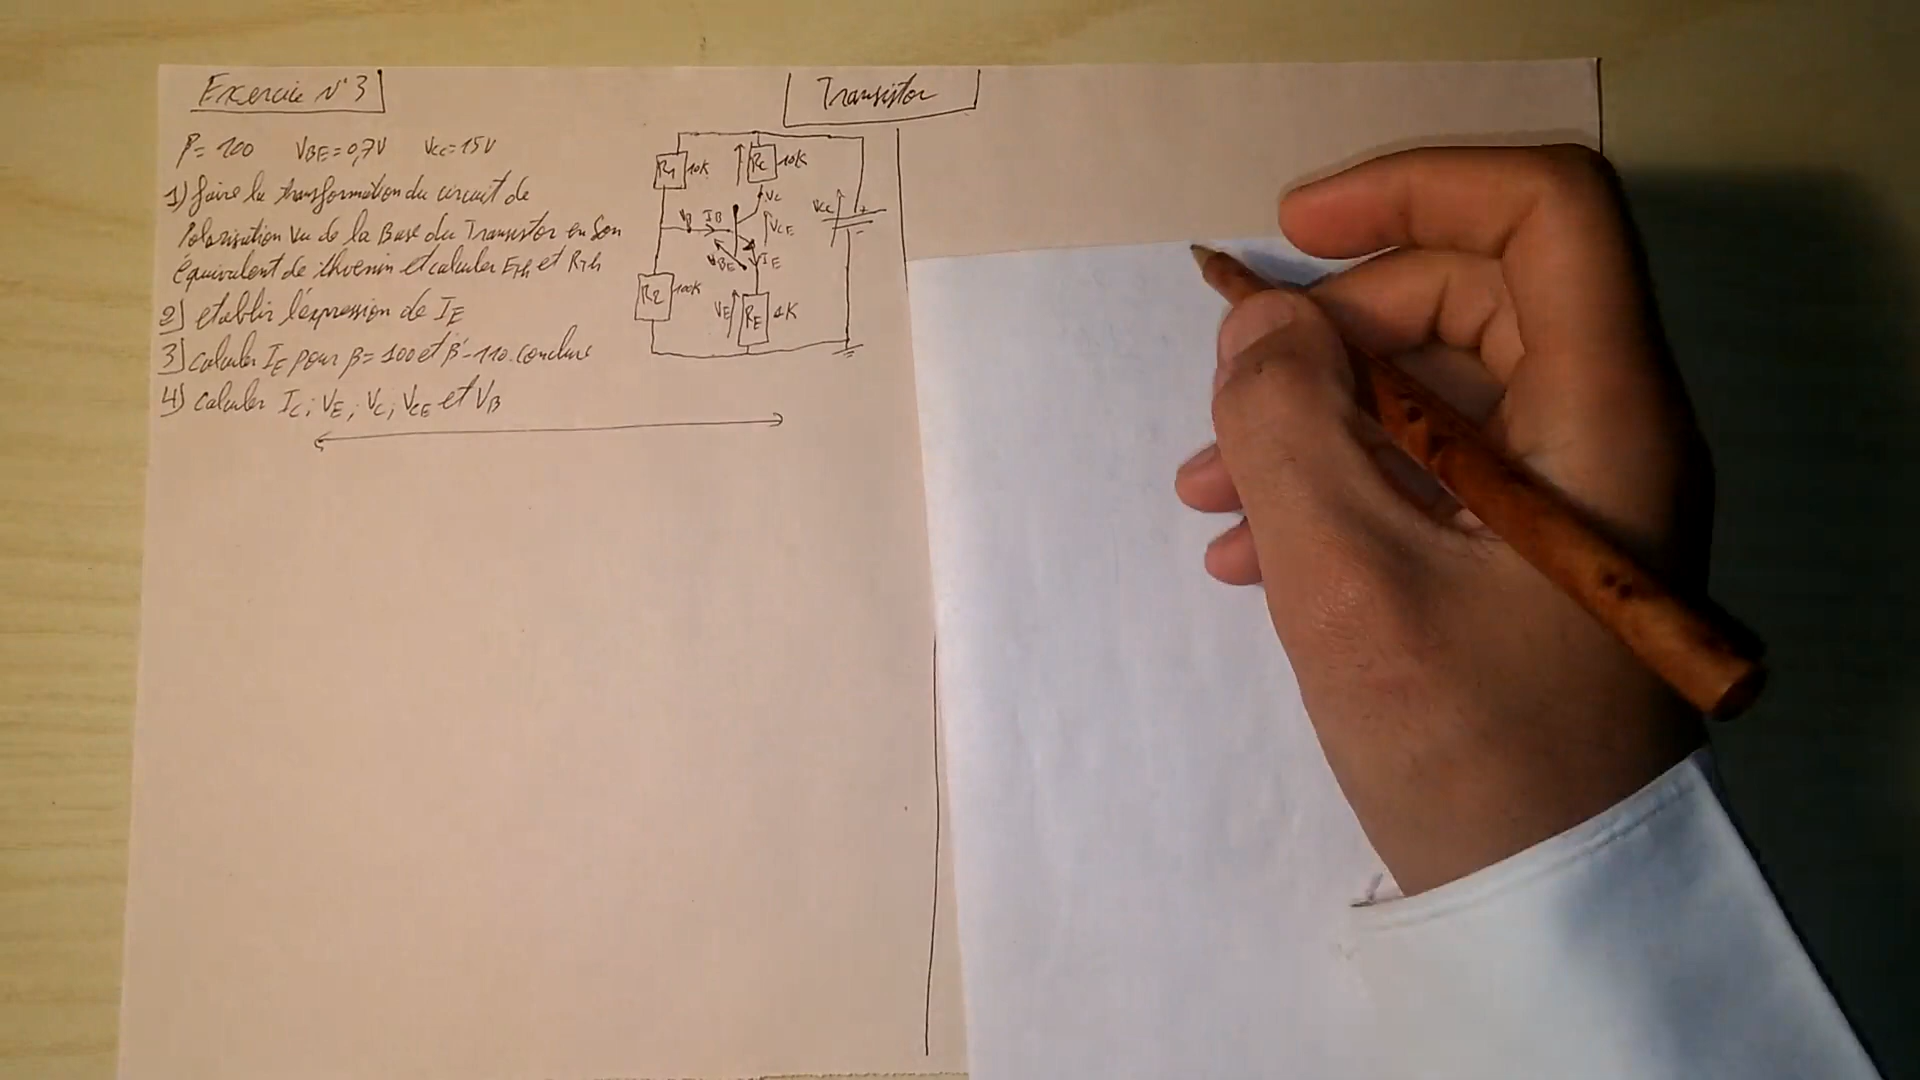 Exercice N°3
Transistor
β= 100 VBE=0,7V VCC=15V
1) faire la transformation du circuit de
Polarisation Vu de la Base du Transistor en Son
équivalent de thvenin et calculer ETh et RTh
2) etablir l'éxpression de IE
3) calculer IE pour β= 100 et β'=110. conclure
4) calculer IC; VE; VC; VCE et VB
R1 10K
RC 10K
VC
VCC
+
-
VB IB
VCE
VBE
IE
R2 100K
VE
RE 1K